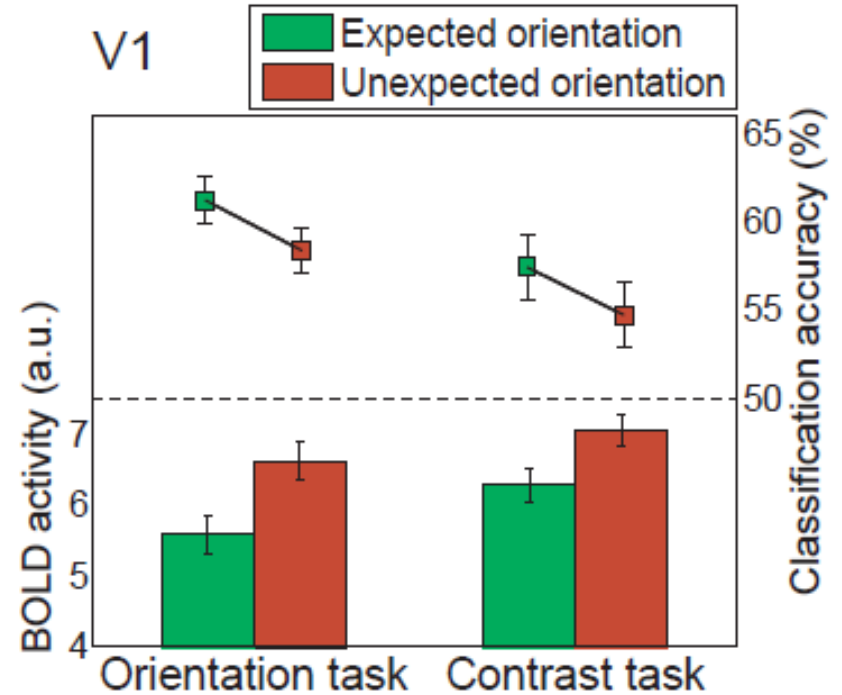 V1
Expected orientation
Unexpected orientation
65
60
55
50
Classification accuracy (%)
BOLD activity (a.u.)
7
6
5
4
Orientation task
Contrast task